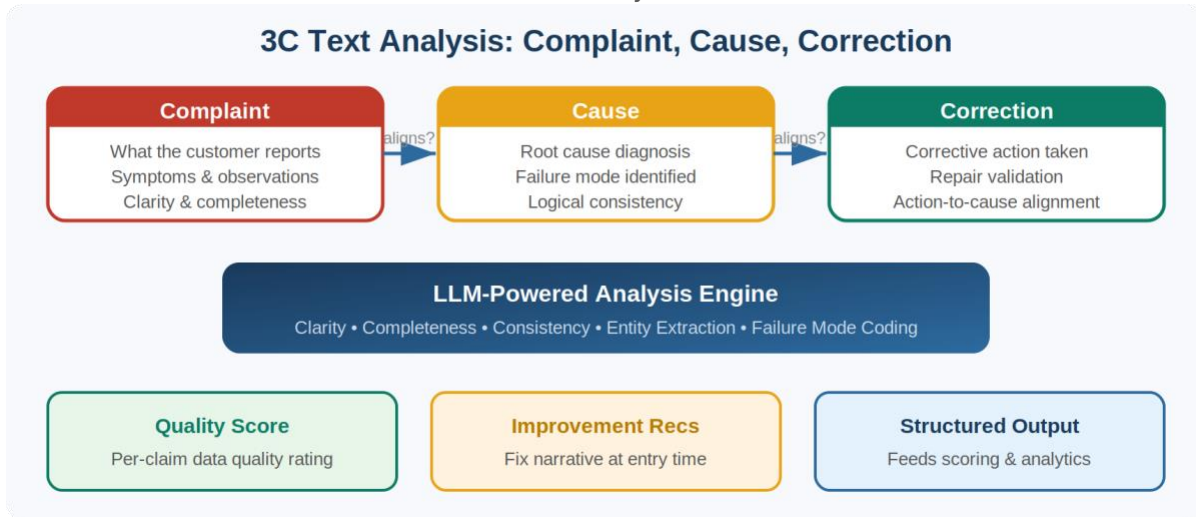 3C Text Analysis: Complaint, Cause, Correction
Complaint
What the customer reports
Symptoms & observations
Clarity & completeness
aligns?
Cause
Root cause diagnosis
Failure mode identified
Logical consistency
aligns?
Correction
Corrective action taken
Repair validation
Action-to-cause alignment
LLM-Powered Analysis Engine
Clarity • Completeness • Consistency • Entity Extraction • Failure Mode Coding
Quality Score
Per-claim data quality rating
Improvement Recs
Fix narrative at entry time
Structured Output
Feeds scoring & analytics